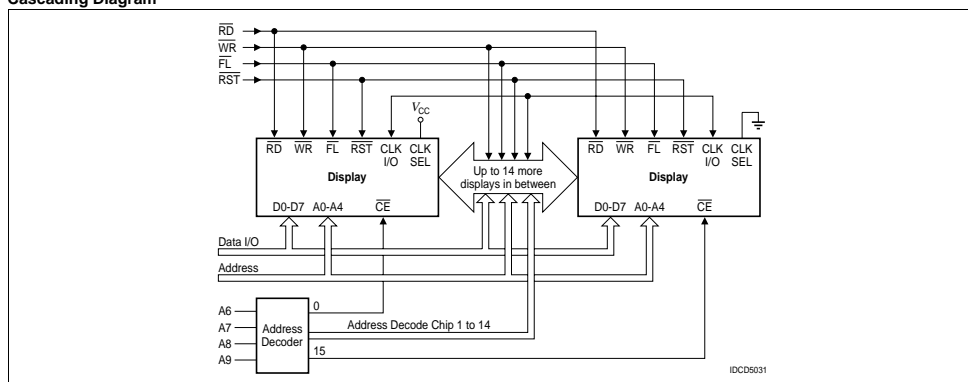 Cascading Diagram
RD
WR
FL
RST
VCC
RD WR FL RST CLK I/O CLK SEL
Display
D0-D7 A0-A4 CE
Up to 14 more
displays in between
RD WR FL RST CLK I/O CLK SEL
Display
D0-D7 A0-A4 CE
Data I/O
Address
A6
A7
A8
A9
Address
Decoder
0
Address Decode Chip 1 to 14
15
IDCD5031